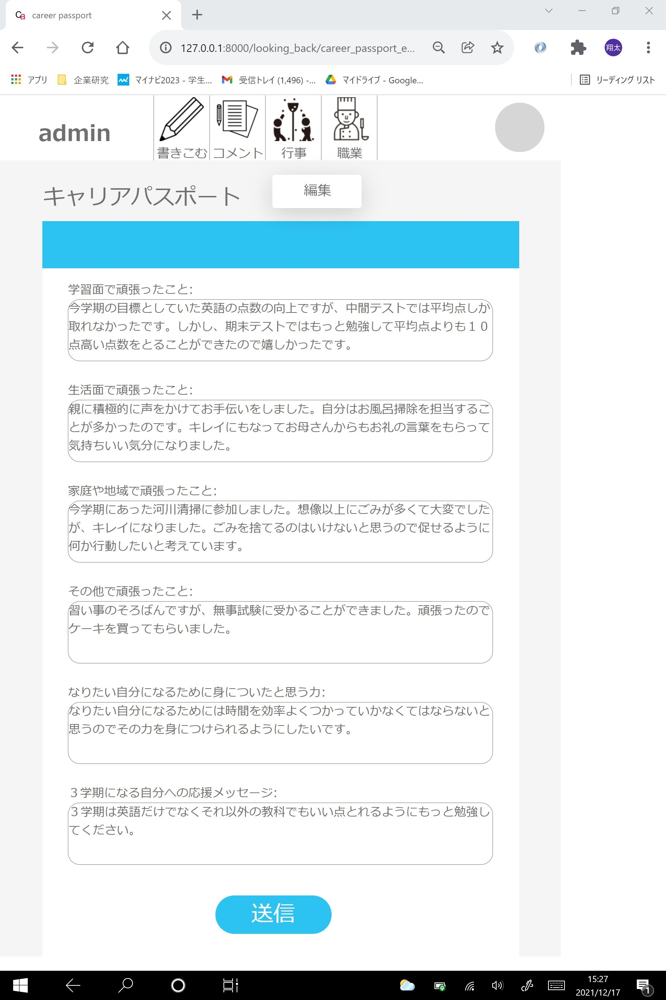 career passport
127.0.0.1:8000/looking_back/career_passport_e...
翔太
アプリ
企業研究
マイナビ2023 - 学生...
受信トレイ (1,496) -...
マイドライブ - Google...
リーディング リスト
admin
書きこむ
コメント
行事
職業
キャリアパスポート
編集
学習面で頑張ったこと:
今学期の目標としていた英語の点数の向上ですが、中間テストでは平均点しか
取れなかったです。しかし、期末テストではもっと勉強して平均点よりも１０
点高い点数をとることができたので嬉しかったです。
生活面で頑張ったこと:
親に積極的に声をかけてお手伝いをしました。自分はお風呂掃除を担当するこ
とが多かったのです。キレイにもなってお母さんからもお礼の言葉をもらって
気持ちいい気分になりました。
家庭や地域で頑張ったこと:
今学期にあった河川清掃に参加しました。想像以上にごみが多くて大変でした
が、キレイになりました。ごみを捨てるのはいけないと思うので促せるように
何か行動したいと考えています。
その他で頑張ったこと:
習い事のそろばんですが、無事試験に受かることができました。頑張ったので
ケーキを買ってもらいました。
なりたい自分になるために身についたと思う力:
なりたい自分になるためには時間を効率よくつかっていかなくてはならないと
思うのでその力を身につけられるようにしたいです。
３学期になる自分への応援メッセージ:
３学期は英語だけでなくそれ以外の教科でもいい点とれるようにもっと勉強し
てください。
送信
15:27
2021/12/17
1